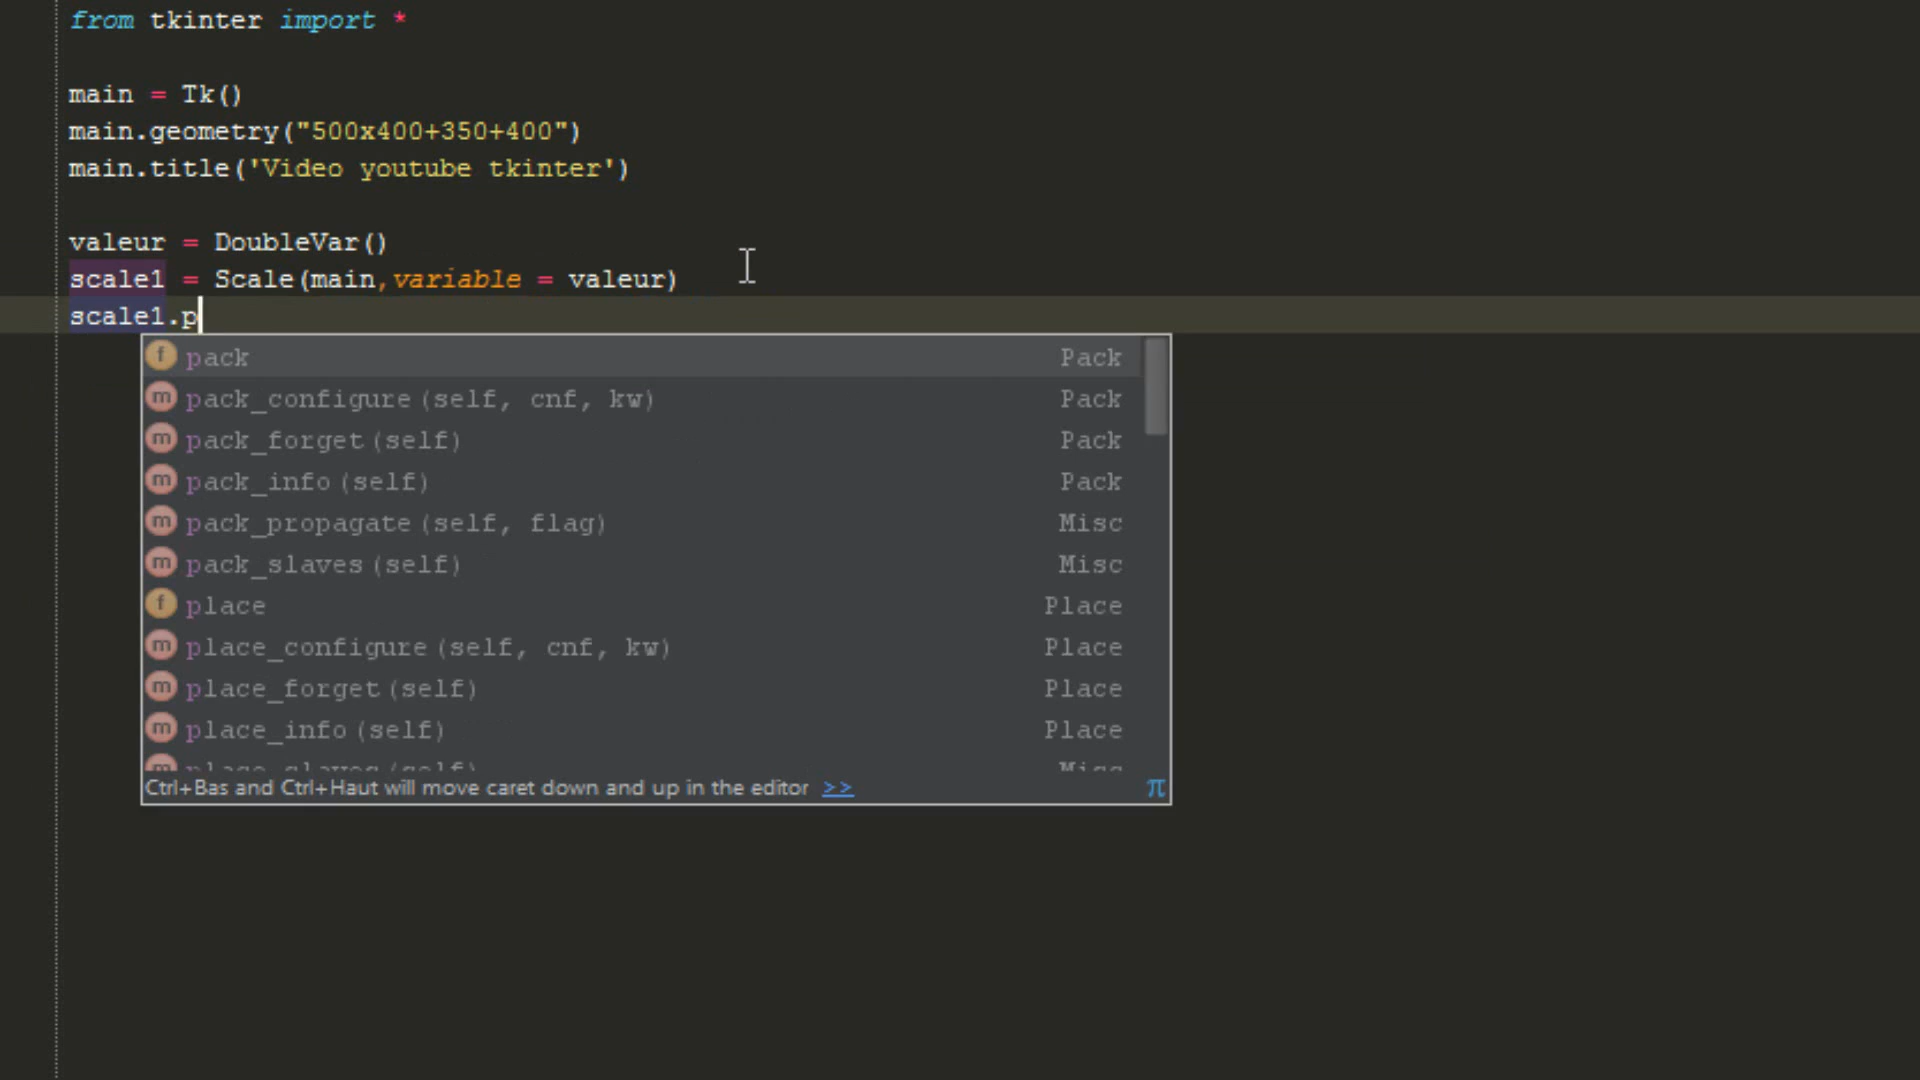 from tkinter import *
main = Tk()
main.geometry("500x400+350+400")
main.title('Video youtube tkinter')
valeur = DoubleVar()
scale1 = Scale(main,variable = valeur)
scale1.p
f pack Pack
m pack_configure(self, cnf, kw) Pack
m pack_forget(self) Pack
m pack_info(self) Pack
m pack_propagate(self, flag) Misc
m pack_slaves(self) Misc
f place Place
m place_configure(self, cnf, kw) Place
m place_forget(self) Place
m place_info(self) Place
m place_slaves(self) Misc
Ctrl+Bas and Ctrl+Haut will move caret down and up in the editor >> π